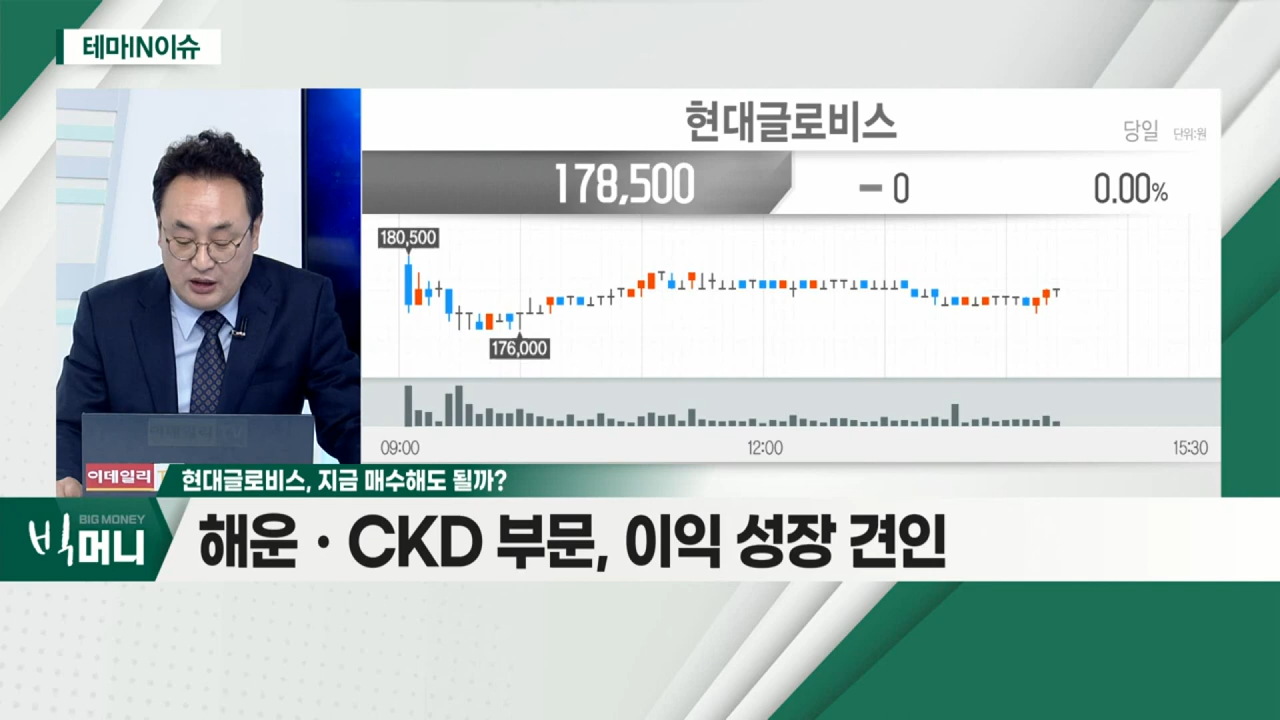 테마IN이슈
현대글로비스
당일 단위:원
178,500 0 0.00%
180,500
176,000
09:00 12:00 15:30
이데일리
현대글로비스, 지금 매수해도 될까?
BIG MONEY
빅머니
해운·CKD 부문, 이익 성장 견인